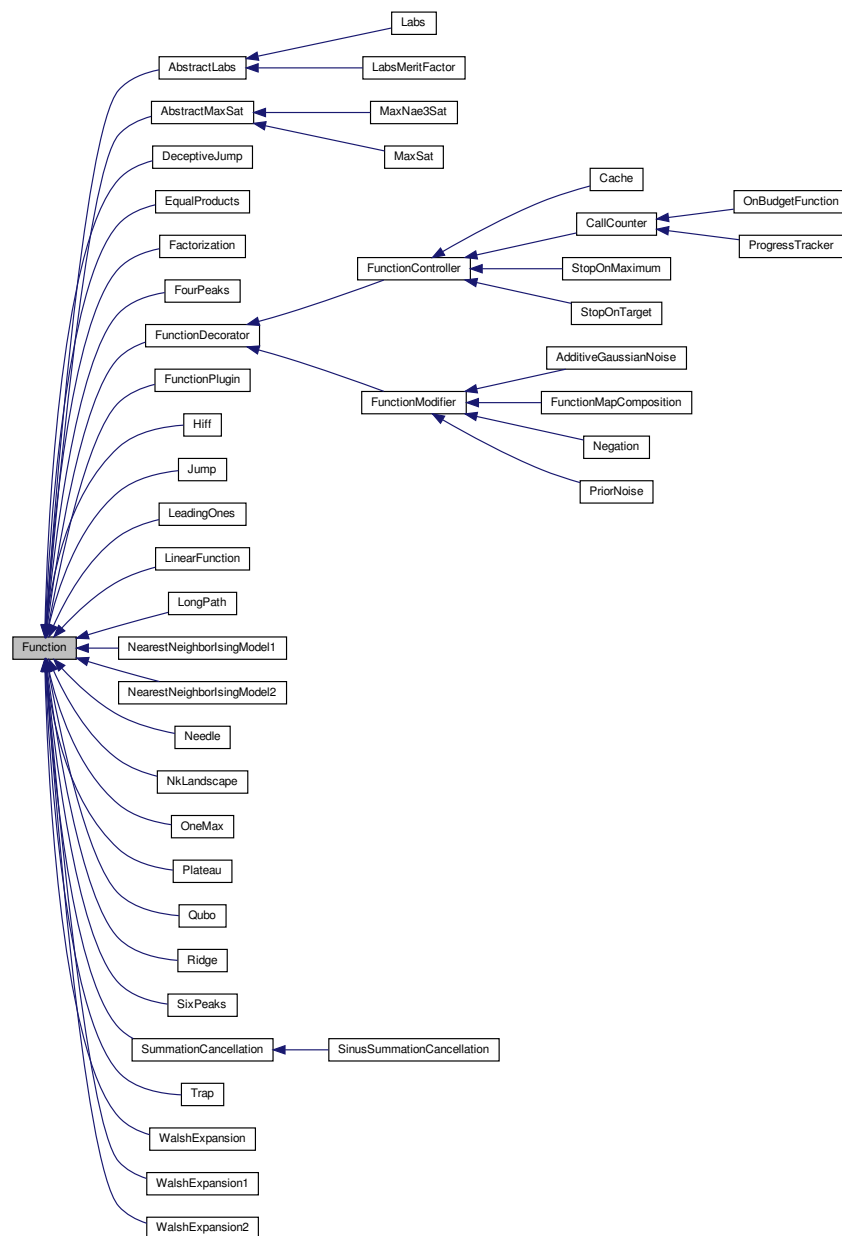 Labs
AbstractLabs
LabsMeritFactor
AbstractMaxSat
MaxNae3Sat
DeceptiveJump
MaxSat
Cache
EqualProducts
OnBudgetFunction
CallCounter
Factorization
ProgressTracker
FunctionController
StopOnMaximum
FourPeaks
StopOnTarget
FunctionDecorator
AdditiveGaussianNoise
FunctionPlugin
FunctionModifier
FunctionMapComposition
Hiff
Negation
Jump
PriorNoise
LeadingOnes
LinearFunction
LongPath
Function
NearestNeighborIsingModel1
NearestNeighborIsingModel2
Needle
NkLandscape
OneMax
Plateau
Qubo
Ridge
SixPeaks
SummationCancellation
SinusSummationCancellation
Trap
WalshExpansion
WalshExpansion1
WalshExpansion2